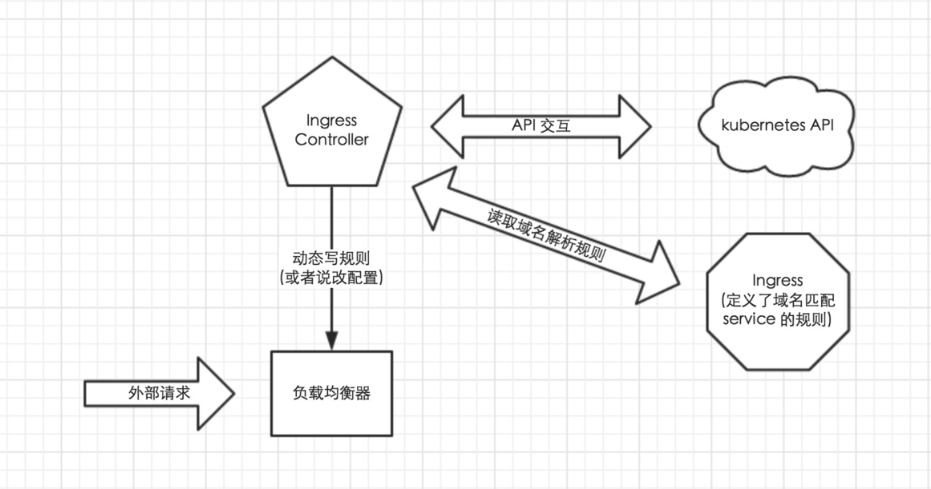 Ingress
Controller
API 交互
kubernetes API
读取域名解析规则
动态写规则
(或者说改配置)
Ingress
(定义了域名匹配
service 的规则)
外部请求
负载均衡器